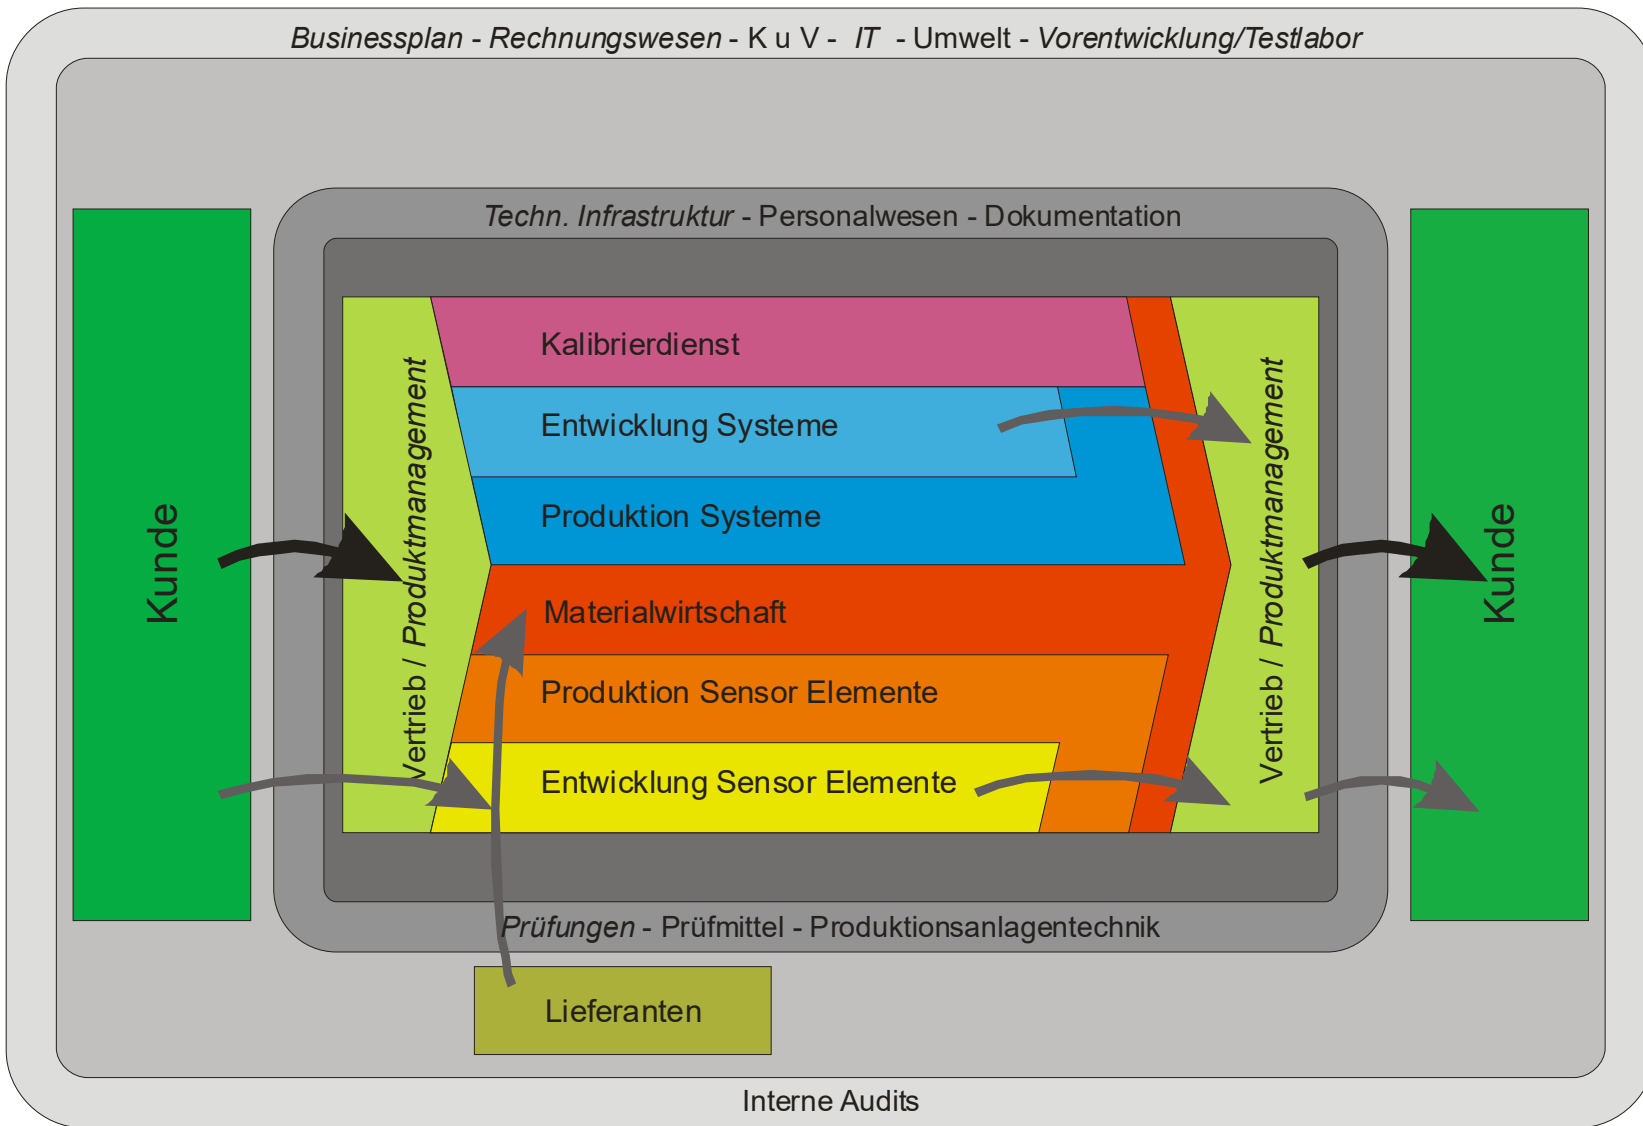 Businessplan - Rechnungswesen - K u V - IT - Umwelt - Vorentwicklung/Testlabor
Techn. Infrastruktur - Personalwesen - Dokumentation
Kunde
Vertrieb / Produktmanagement
Kalibrierdienst
Entwicklung Systeme
Produktion Systeme
Materialwirtschaft
Produktion Sensor Elemente
Entwicklung Sensor Elemente
Vertrieb / Produktmanagement
Kunde
Prüfungen - Prüfmittel - Produktionsanlagentechnik
Lieferanten
Interne Audits